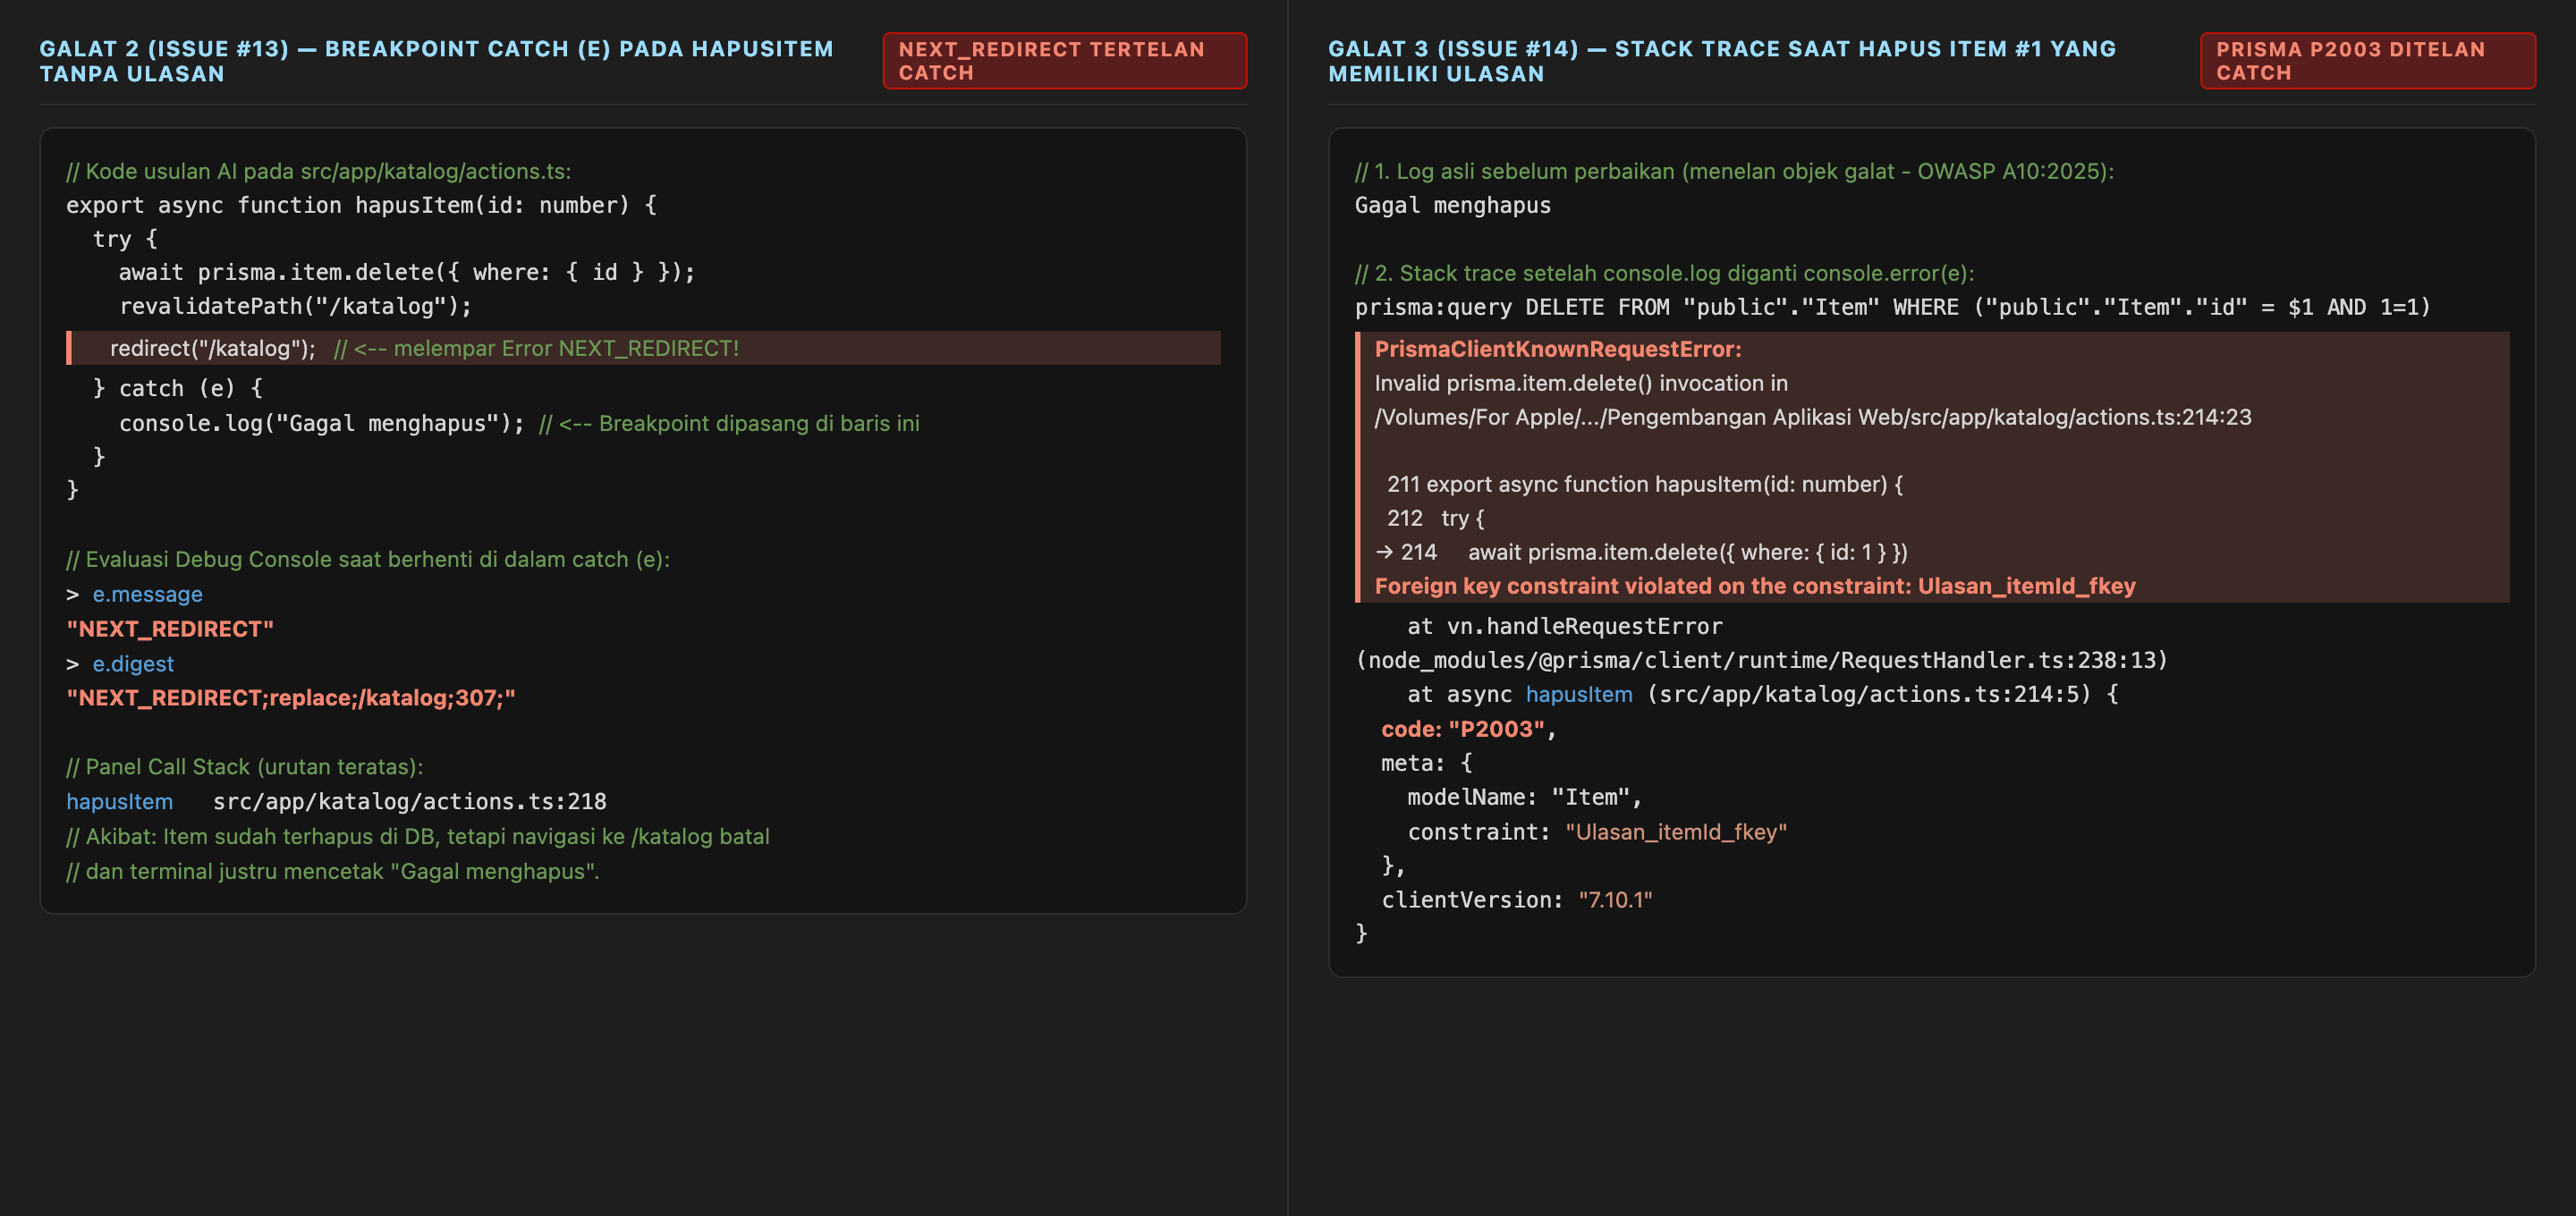 GALAT 2 (ISSUE #13) — BREAKPOINT CATCH (E) PADA HAPUSITEM
TANPA ULASAN
NEXT_REDIRECT TERTELAN
CATCH
// Kode usulan AI pada src/app/katalog/actions.ts:
export async function hapusItem(id: number) {
  try {
    await prisma.item.delete({ where: { id } });
    revalidatePath("/katalog");
    redirect("/katalog");  // <-- melempar Error NEXT_REDIRECT!
  } catch (e) {
    console.log("Gagal menghapus"); // <-- Breakpoint dipasang di baris ini
  }
}
// Evaluasi Debug Console saat berhenti di dalam catch (e):
> e.message
"NEXT_REDIRECT"
> e.digest
"NEXT_REDIRECT;replace;/katalog;307;"
// Panel Call Stack (urutan teratas):
hapusItem   src/app/katalog/actions.ts:218
// Akibat: Item sudah terhapus di DB, tetapi navigasi ke /katalog batal
// dan terminal justru mencetak "Gagal menghapus".
GALAT 3 (ISSUE #14) — STACK TRACE SAAT HAPUS ITEM #1 YANG
MEMILIKI ULASAN
PRISMA P2003 DITELAN
CATCH
// 1. Log asli sebelum perbaikan (menelan objek galat - OWASP A10:2025):
Gagal menghapus
// 2. Stack trace setelah console.log diganti console.error(e):
prisma:query DELETE FROM "public"."Item" WHERE ("public"."Item"."id" = $1 AND 1=1)
PrismaClientKnownRequestError:
Invalid prisma.item.delete() invocation in
/Volumes/For Apple/.../Pengembangan Aplikasi Web/src/app/katalog/actions.ts:214:23
  211 export async function hapusItem(id: number) {
  212   try {
→ 214     await prisma.item.delete({ where: { id: 1 } })
Foreign key constraint violated on the constraint: Ulasan_itemId_fkey
    at vn.handleRequestError
(node_modules/@prisma/client/runtime/RequestHandler.ts:238:13)
    at async hapusItem (src/app/katalog/actions.ts:214:5) {
  code: "P2003",
  meta: {
    modelName: "Item",
    constraint: "Ulasan_itemId_fkey"
  },
  clientVersion: "7.10.1"
}